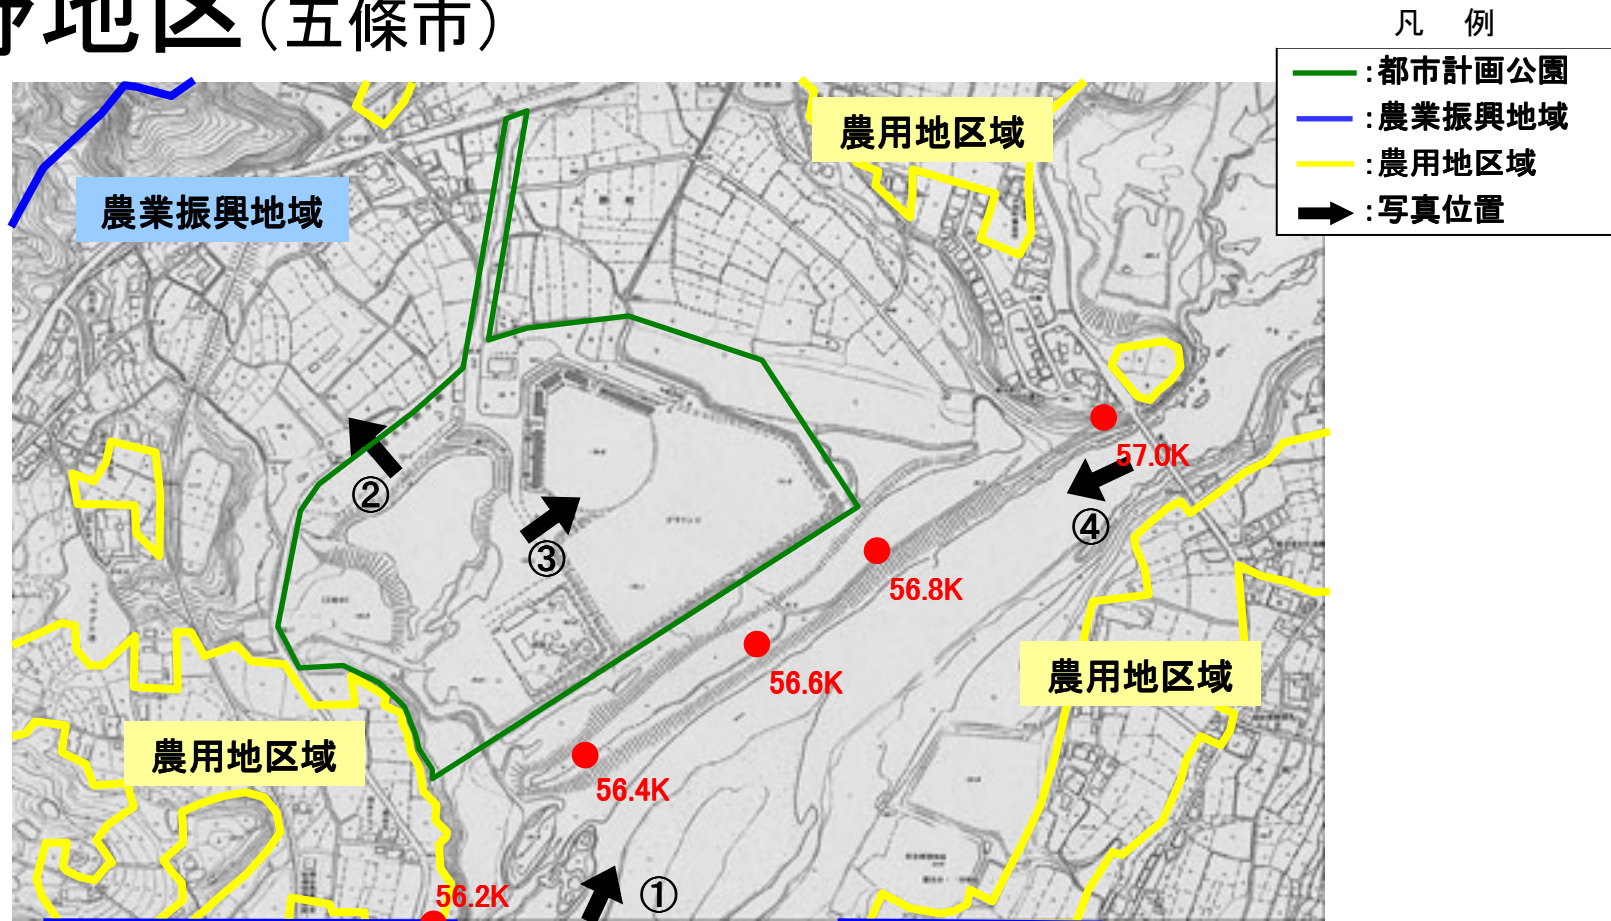 地区（五條市）
凡 例
：都市計画公園
：農業振興地域
：農用地区域
：写真位置
農用地区域
農業振興地域
57.0K
②
④
③
56.8K
農用地区域
56.6K
農用地区域
56.4K
56.2K
①